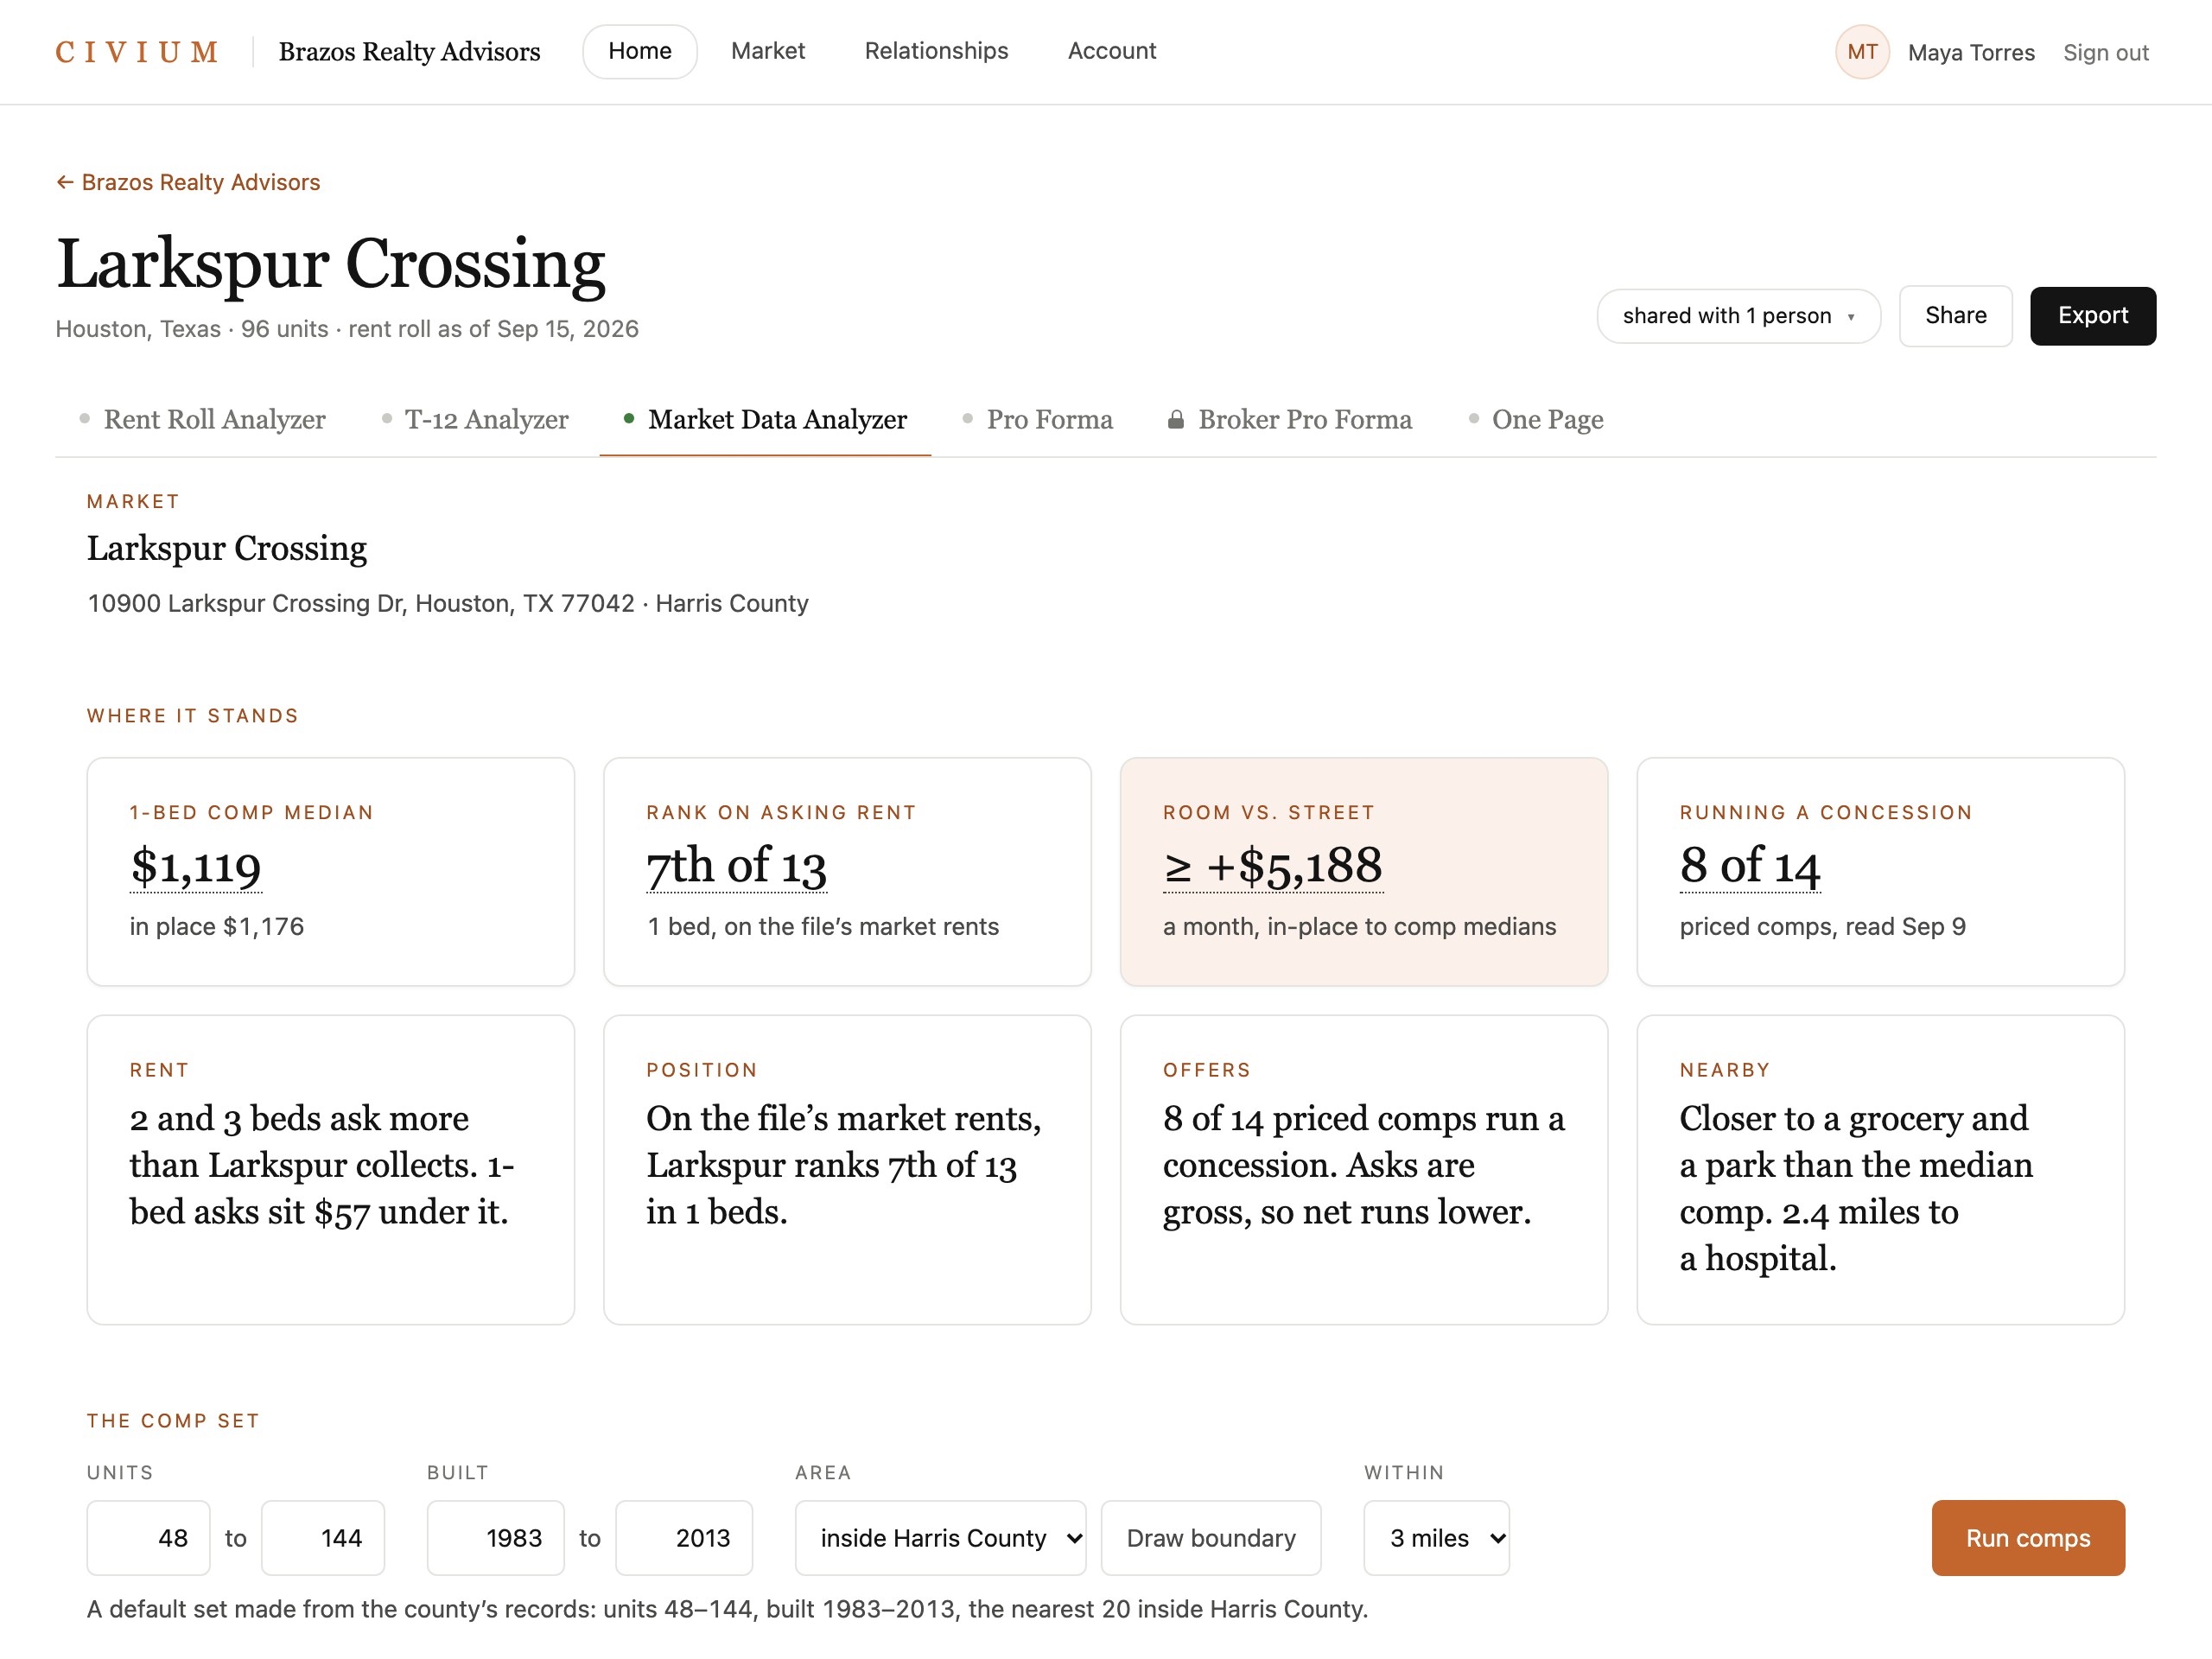 CIVIUM
Brazos Realty Advisors
Home
Market
Relationships
Account
MT
Maya Torres
Sign out
← Brazos Realty Advisors
Larkspur Crossing
Houston, Texas · 96 units · rent roll as of Sep 15, 2026
shared with 1 person ▾
Share
Export
Rent Roll Analyzer
T-12 Analyzer
Market Data Analyzer
Pro Forma
Broker Pro Forma
One Page
MARKET
Larkspur Crossing
10900 Larkspur Crossing Dr, Houston, TX 77042 · Harris County
WHERE IT STANDS
1-BED COMP MEDIAN
$1,119
in place $1,176
RANK ON ASKING RENT
7th of 13
1 bed, on the file’s market rents
ROOM VS. STREET
≥ +$5,188
a month, in-place to comp medians
RUNNING A CONCESSION
8 of 14
priced comps, read Sep 9
RENT
2 and 3 beds ask more
than Larkspur collects. 1-
bed asks sit $57 under it.
POSITION
On the file’s market rents,
Larkspur ranks 7th of 13
in 1 beds.
OFFERS
8 of 14 priced comps run a
concession. Asks are
gross, so net runs lower.
NEARBY
Closer to a grocery and
a park than the median
comp. 2.4 miles to
a hospital.
THE COMP SET
UNITS
48 to 144
BUILT
1983 to 2013
AREA
inside Harris County
Draw boundary
WITHIN
3 miles
Run comps
A default set made from the county’s records: units 48–144, built 1983–2013, the nearest 20 inside Harris County.